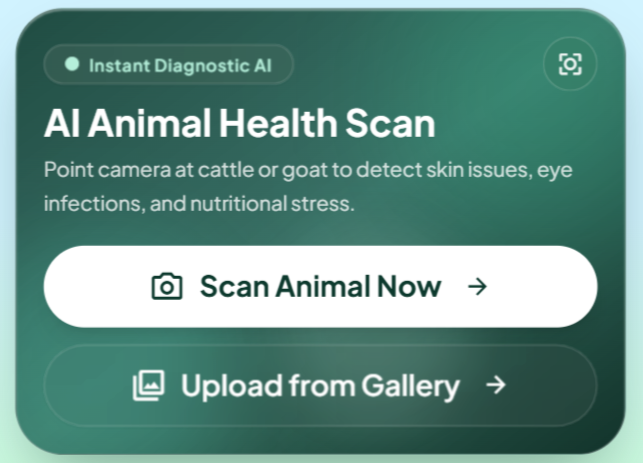 Instant Diagnostic AI
AI Animal Health Scan
Point camera at cattle or goat to detect skin issues, eye
infections, and nutritional stress.
Scan Animal Now
Upload from Gallery